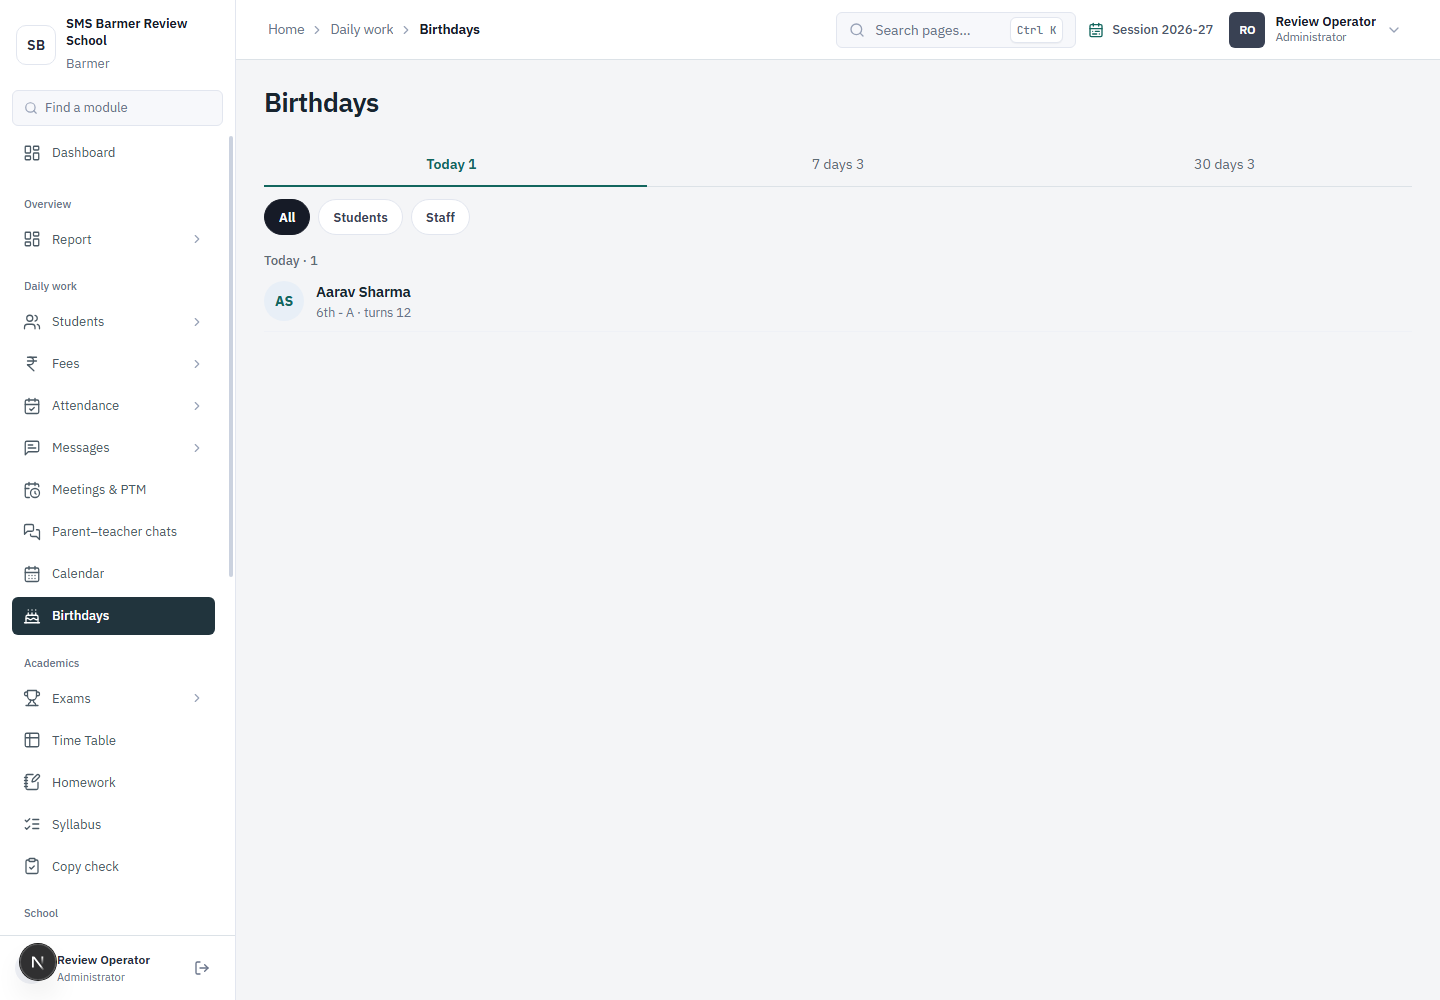 SB
SMS Barmer Review
School
Barmer
Find a module
Dashboard
Overview
Report
Daily work
Students
Fees
Attendance
Messages
Meetings & PTM
Parent–teacher chats
Calendar
Birthdays
Academics
Exams
Time Table
Homework
Syllabus
Copy check
School
N
Review Operator
Administrator
Home > Daily work > Birthdays
Search pages... Ctrl K
Session 2026-27
RO
Review Operator
Administrator
Birthdays
Today 1
7 days 3
30 days 3
All
Students
Staff
Today · 1
AS
Aarav Sharma
6th - A · turns 12